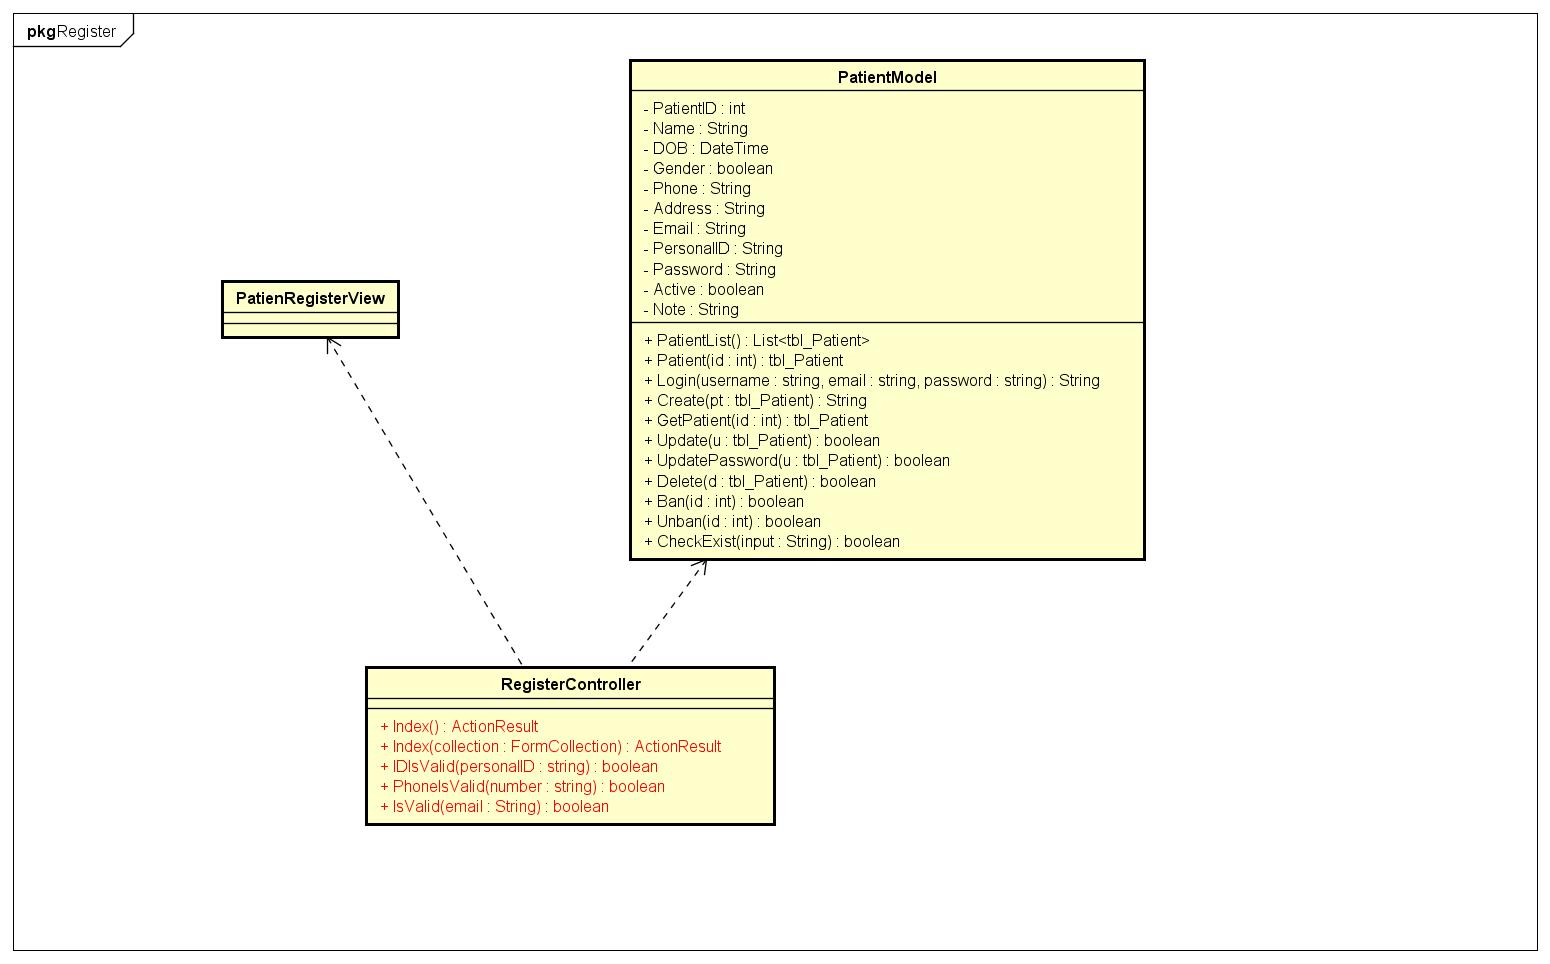 pkgRegister
PatientModel
- PatientID : int
- Name : String
- DOB : DateTime
- Gender : boolean
- Phone : String
- Address : String
- Email : String
- PersonalID : String
- Password : String
- Active : boolean
- Note : String
+ PatientList() : List<tbl_Patient>
+ Patient(id : int) : tbl_Patient
+ Login(username : string, email : string, password : string) : String
+ Create(pt : tbl_Patient) : String
+ GetPatient(id : int) : tbl_Patient
+ Update(u : tbl_Patient) : boolean
+ UpdatePassword(u : tbl_Patient) : boolean
+ Delete(d : tbl_Patient) : boolean
+ Ban(id : int) : boolean
+ Unban(id : int) : boolean
+ CheckExist(input : String) : boolean
PatienRegisterView
RegisterController
+ Index() : ActionResult
+ Index(collection : FormCollection) : ActionResult
+ IDIsValid(personalID : string) : boolean
+ PhoneIsValid(number : string) : boolean
+ IsValid(email : String) : boolean